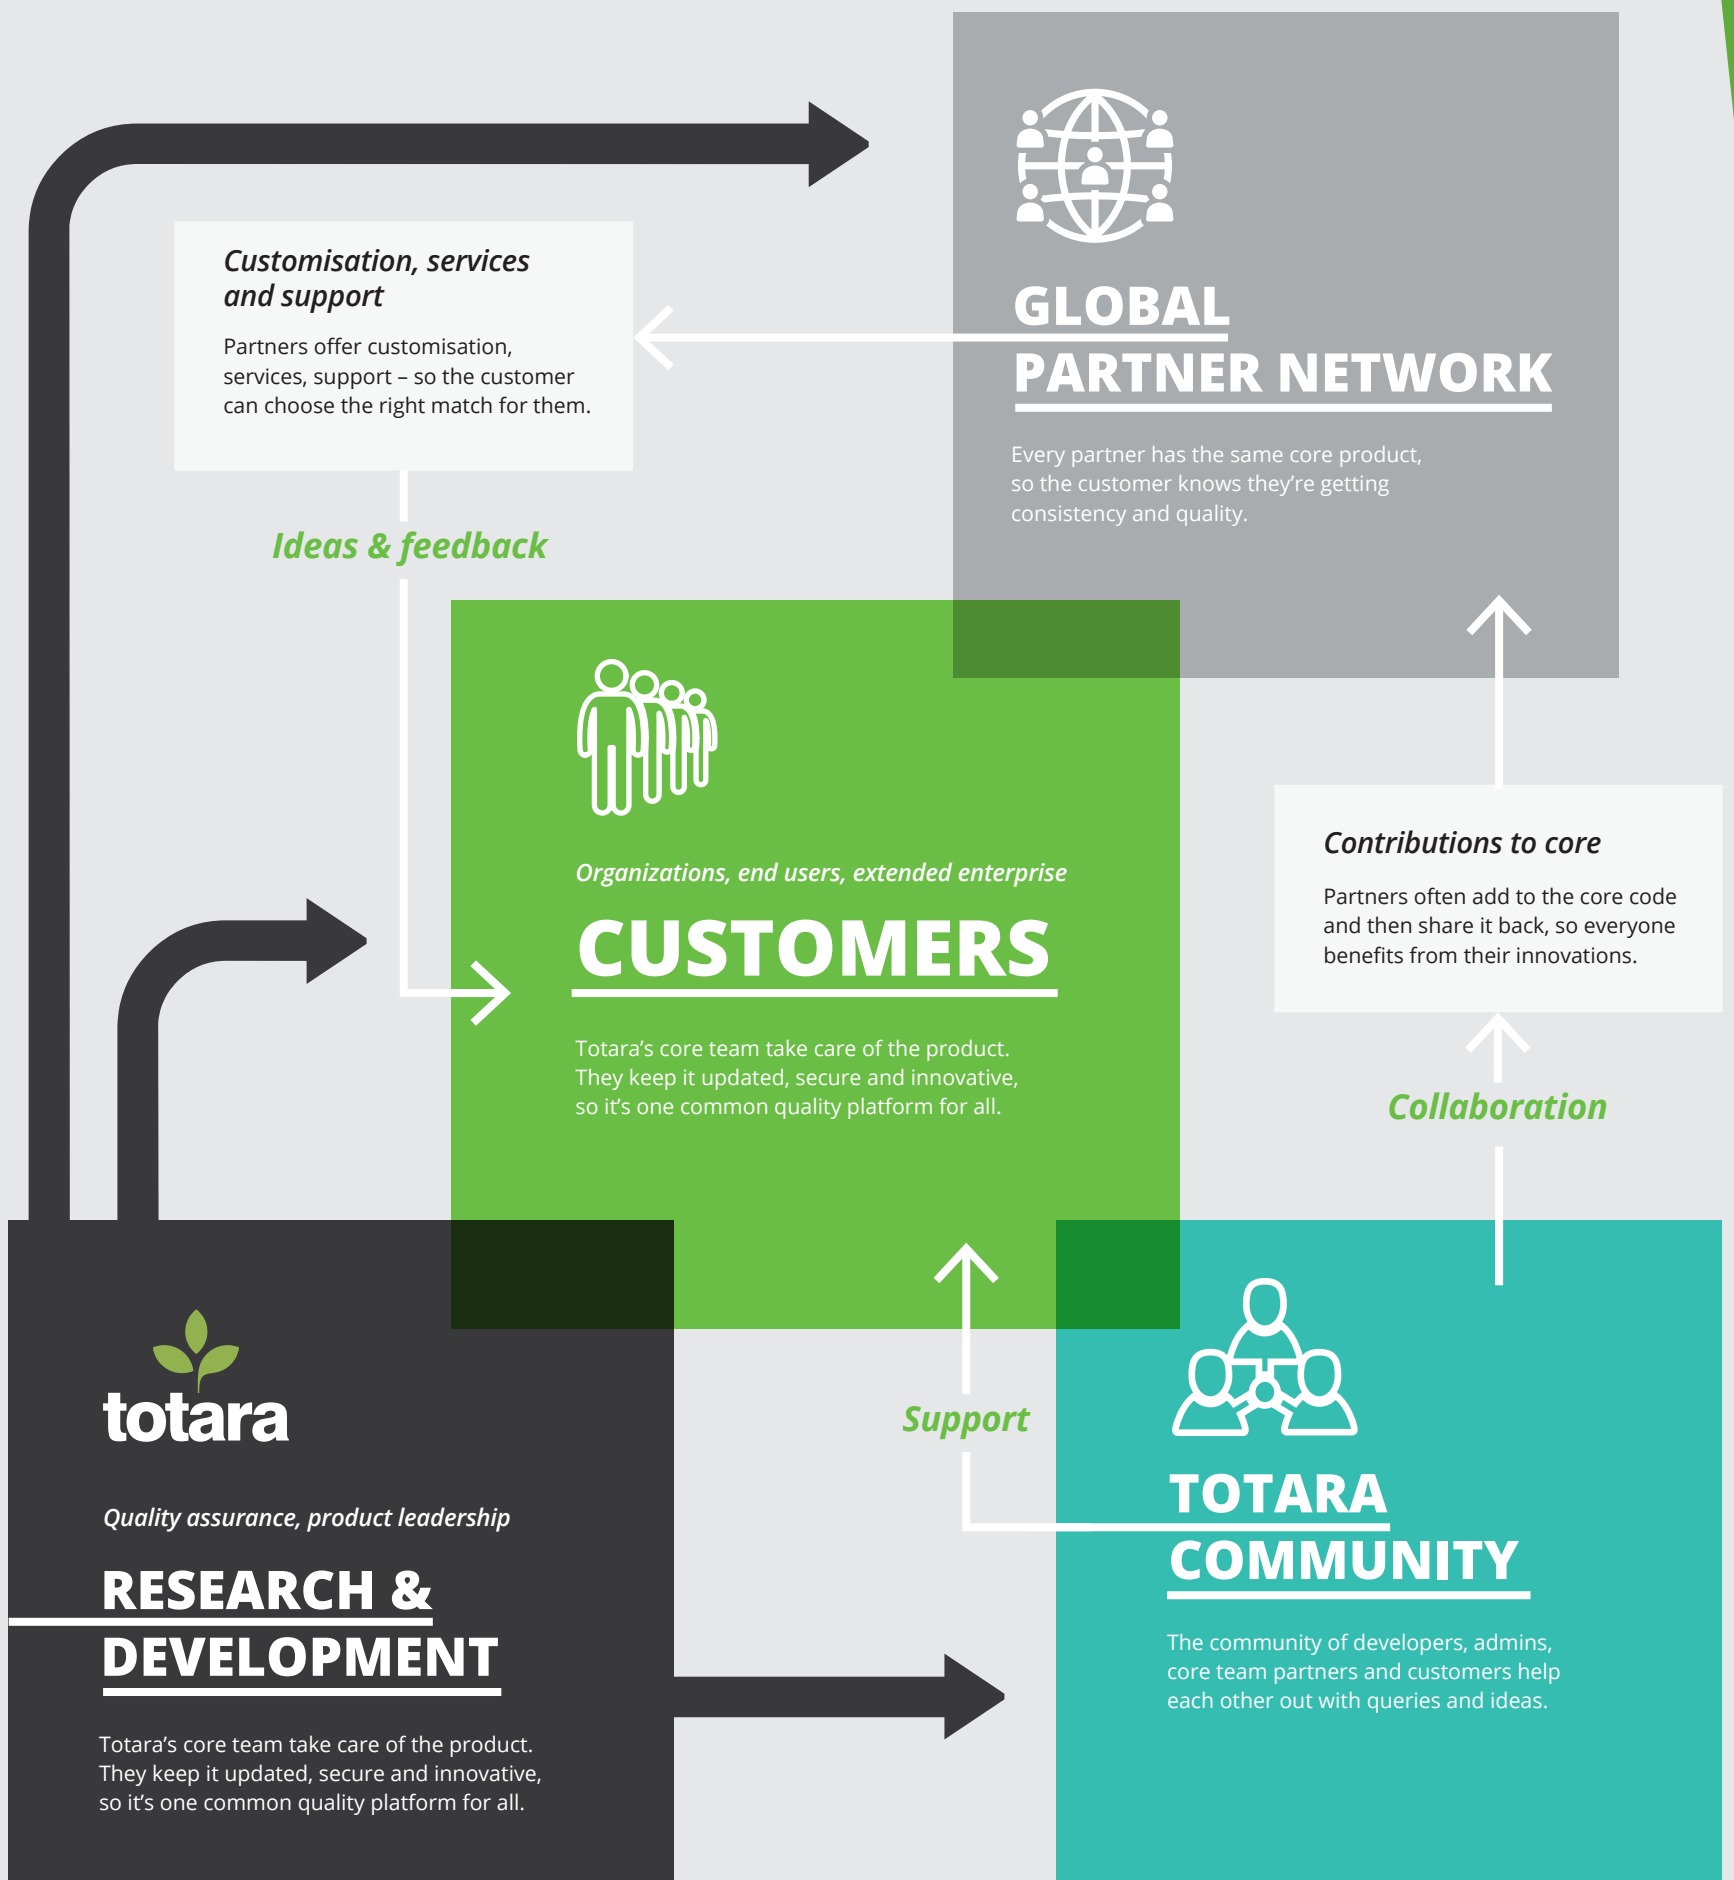 GLOBAL
PARTNER NETWORK
Every partner has the same core product,
so the customer knows they’re getting
consistency and quality.
Customisation, services
and support
Partners offer customisation,
services, support – so the customer
can choose the right match for them.
Ideas & feedback
Organizations, end users, extended enterprise
CUSTOMERS
Totara’s core team take care of the product.
They keep it updated, secure and innovative,
so it’s one common quality platform for all.
Contributions to core
Partners often add to the core code
and then share it back, so everyone
benefits from their innovations.
Collaboration
Support
totara
Quality assurance, product leadership
RESEARCH &
DEVELOPMENT
Totara’s core team take care of the product.
They keep it updated, secure and innovative,
so it’s one common quality platform for all.
TOTARA
COMMUNITY
The community of developers, admins,
core team partners and customers help
each other out with queries and ideas.